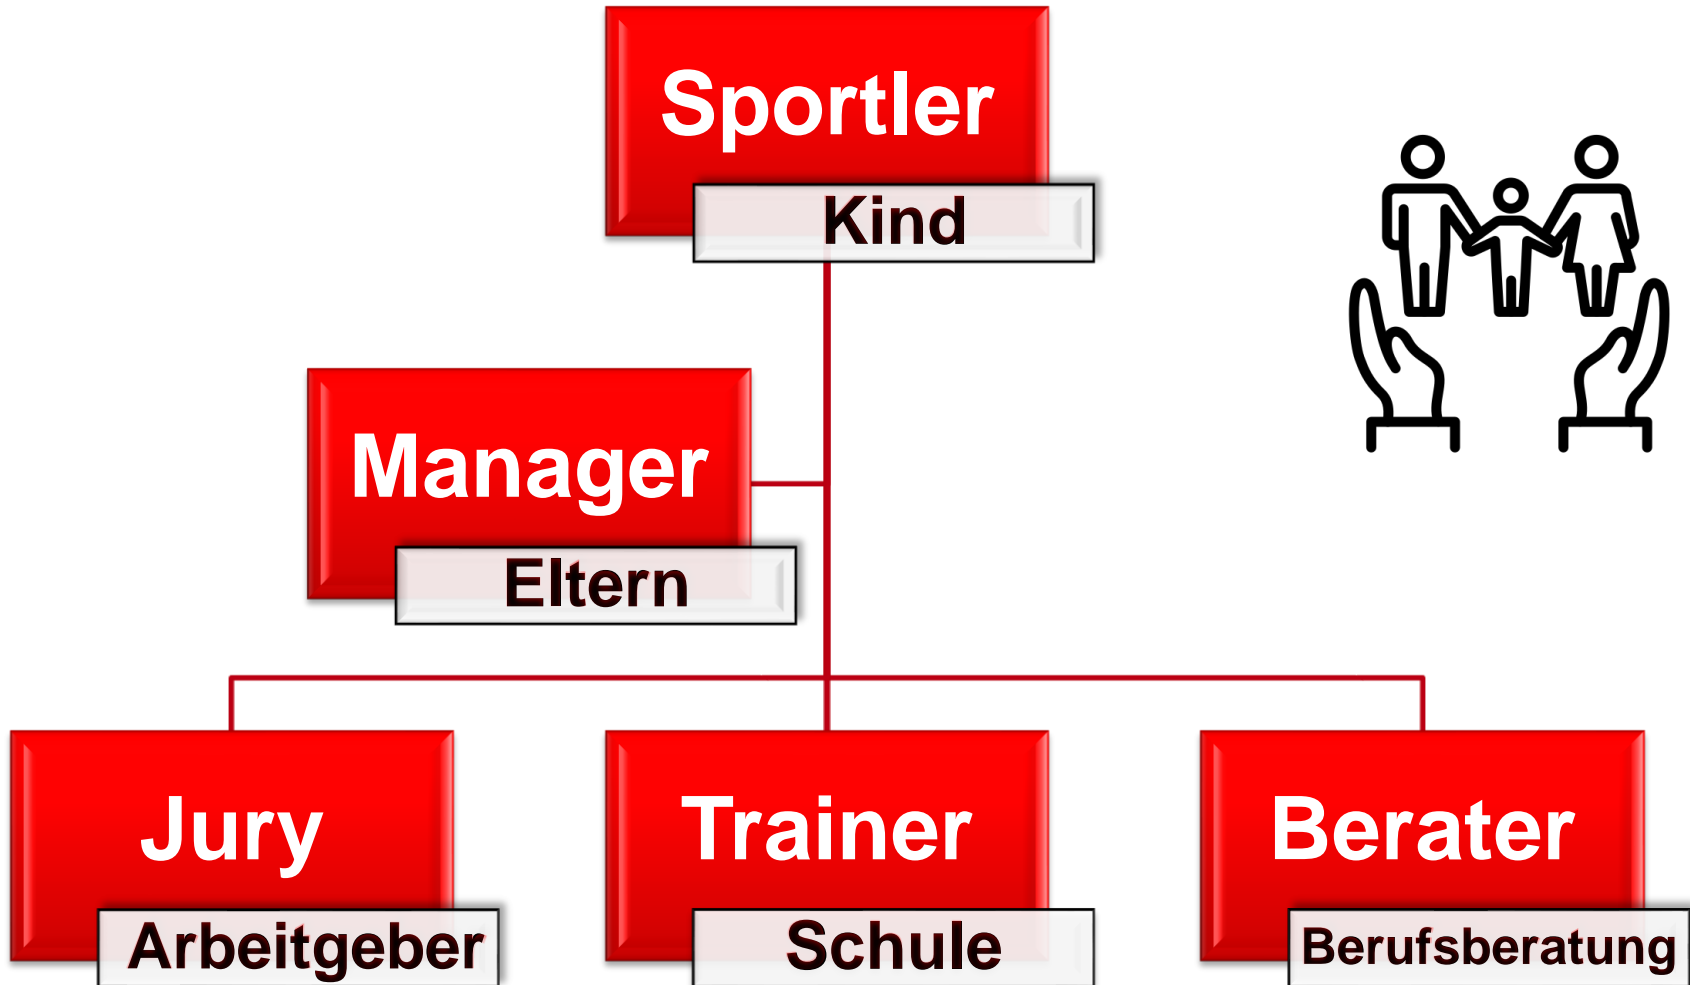 Sportler
Kind
Manager
Eltern
Jury
Arbeitgeber
Trainer
Schule
Berater
Berufsberatung